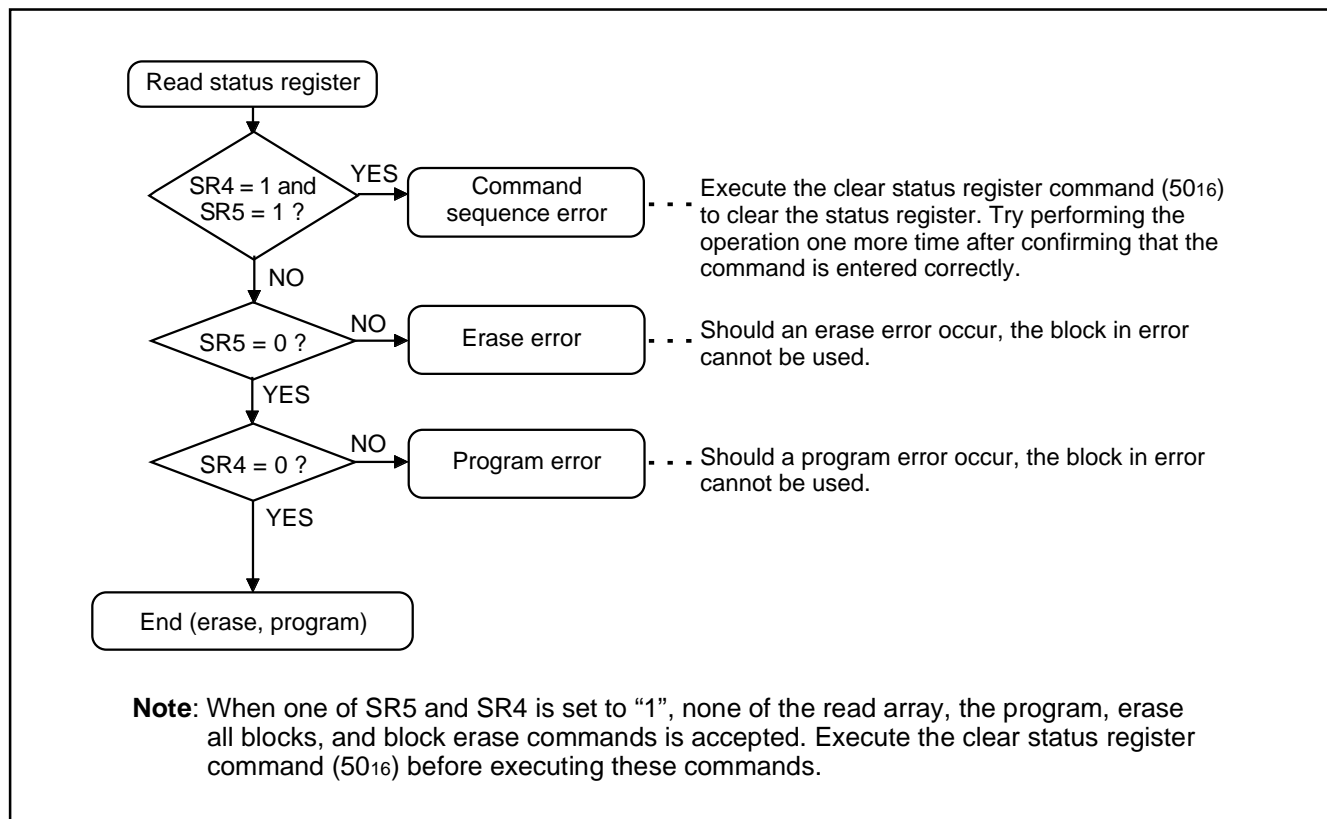 Read status register
SR4 = 1 and
SR5 = 1 ?
YES
Command
sequence error
Execute the clear status register command (5016)
to clear the status register. Try performing the
operation one more time after confirming that the
command is entered correctly.
NO
SR5 = 0 ?
NO
Erase error
Should an erase error occur, the block in error
cannot be used.
YES
SR4 = 0 ?
NO
Program error
Should a program error occur, the block in error
cannot be used.
YES
End (erase, program)
Note: When one of SR5 and SR4 is set to “1”, none of the read array, the program, erase
all blocks, and block erase commands is accepted. Execute the clear status register
command (5016) before executing these commands.